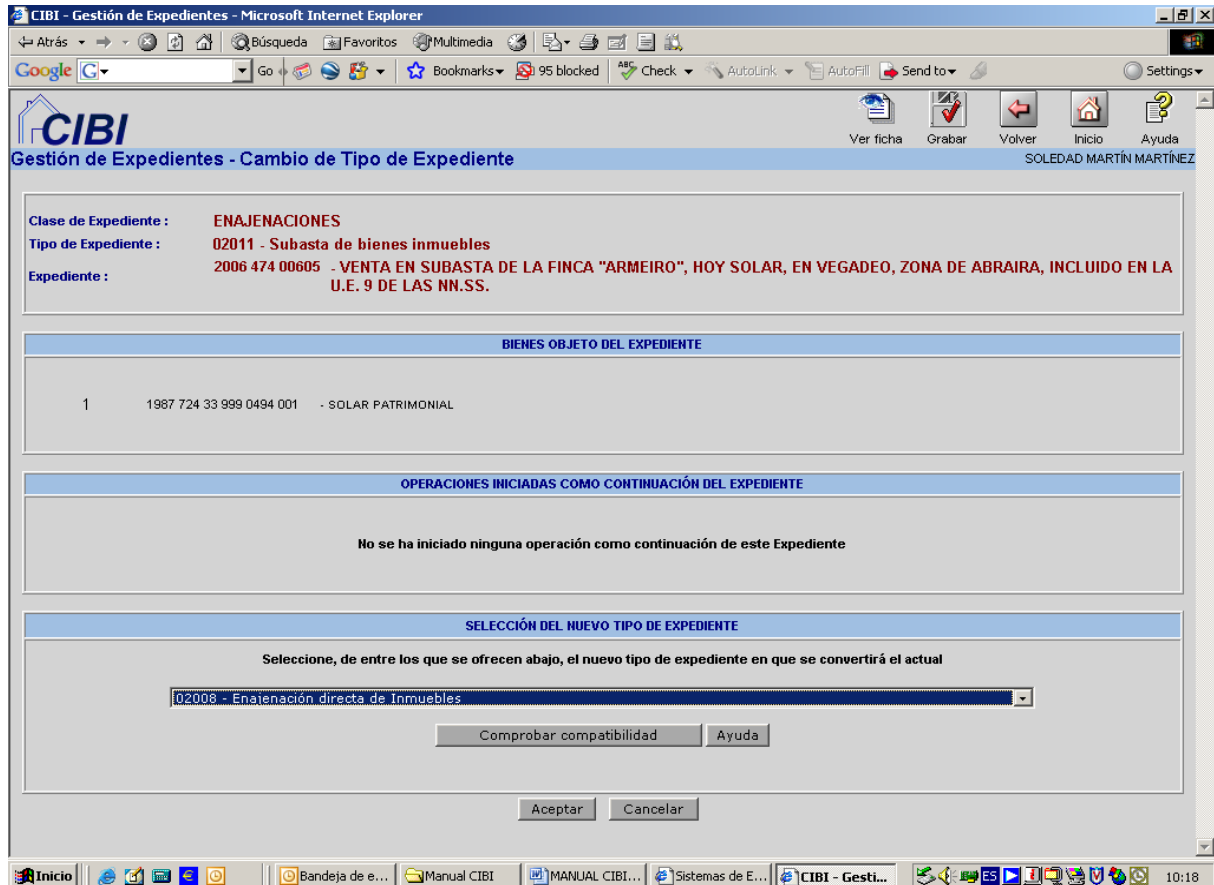 CIBI - Gestión de Expedientes - Microsoft Internet Explorer
Atrás Búsqueda Favoritos Multimedia
Google G Go Bookmarks 95 blocked ABC Check AutoLink AutoFill Send to Settings
CIBI
Ver ficha Grabar Volver Inicio Ayuda
Gestión de Expedientes - Cambio de Tipo de Expediente SOLEDAD MARTÍN MARTÍNEZ
Clase de Expediente : ENAJENACIONES
Tipo de Expediente : 02011 - Subasta de bienes inmuebles
Expediente : 2006 474 00605 - VENTA EN SUBASTA DE LA FINCA "ARMEIRO", HOY SOLAR, EN VEGADEO, ZONA DE ABRAIRA, INCLUIDO EN LA
U.E. 9 DE LAS NN.SS.
BIENES OBJETO DEL EXPEDIENTE
1 1987 724 33 999 0494 001 - SOLAR PATRIMONIAL
OPERACIONES INICIADAS COMO CONTINUACIÓN DEL EXPEDIENTE
No se ha iniciado ninguna operación como continuación de este Expediente
SELECCIÓN DEL NUEVO TIPO DE EXPEDIENTE
Seleccione, de entre los que se ofrecen abajo, el nuevo tipo de expediente en que se convertirá el actual
02008 - Enajenación directa de Inmuebles
Comprobar compatibilidad Ayuda
Aceptar Cancelar
Inicio Bandeja de e... Manual CIBI MANUAL CIBI... Sistemas de E... CIBI - Gesti... ES 10:18